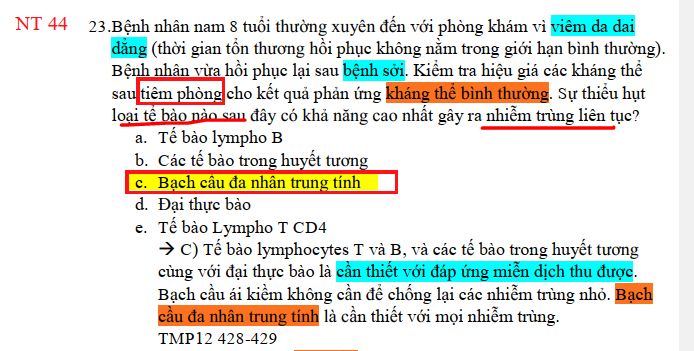 NT 44
23.Bệnh nhân nam 8 tuổi thường xuyên đến với phòng khám vì viêm da dai
dẳng (thời gian tổn thương hồi phục không nằm trong giới hạn bình thường).
Bệnh nhân vừa hồi phục lại sau bệnh sởi. Kiểm tra hiệu giá các kháng thể
sau tiêm phòng cho kết quả phản ứng kháng thể bình thường. Sự thiếu hụt
loại tế bào nào sau đây có khả năng cao nhất gây ra nhiễm trùng liên tục?
a. Tế bào lympho B
b. Các tế bào trong huyết tương
c. Bạch cầu đa nhân trung tính
d. Đại thực bào
e. Tế bào Lympho T CD4
→ C) Tế bào lymphocytes T và B, và các tế bào trong huyết tương
cùng với đại thực bào là cần thiết với đáp ứng miễn dịch thu được.
Bạch cầu ái kiềm không cần để chống lại các nhiễm trùng nhỏ. Bạch
cầu đa nhân trung tính là cần thiết với mọi nhiễm trùng.
TMP12 428-429